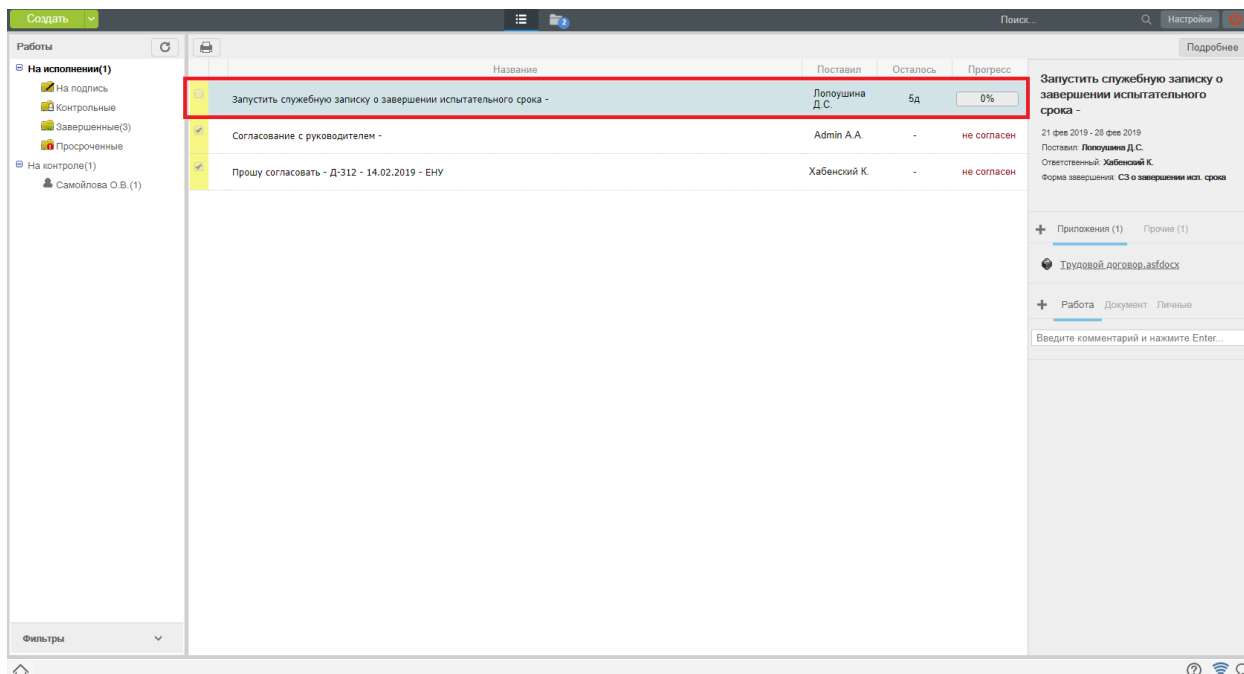 Создать
2
Поиск...
Настройки
Работы
Подробнее
На исполнении(1)
На подпись
Контрольные
Завершенные(3)
Просроченные
На контроле(1)
Самойлова О.В.(1)
Название
Поставил
Осталось
Прогресс
Запустить служебную записку о завершении испытательного срока -
Лопоушина
Д.С.
5д
0%
Согласование с руководителем -
Admin A.A.
-
не согласен
Прошу согласовать - Д-312 - 14.02.2019 - ЕНУ
Хабенский К.
-
не согласен
Запустить служебную записку о
завершении испытательного
срока -
21 фев 2019 - 28 фев 2019
Поставил: Лопоушина Д.С.
Ответственный: Хабенский К.
Форма завершения: СЗ о завершении исп. срока
Приложения (1)
Прочие (1)
Трудовой договор.asfdocx
Работа
Документ
Личные
Введите комментарий и нажмите Enter...
Фильтры